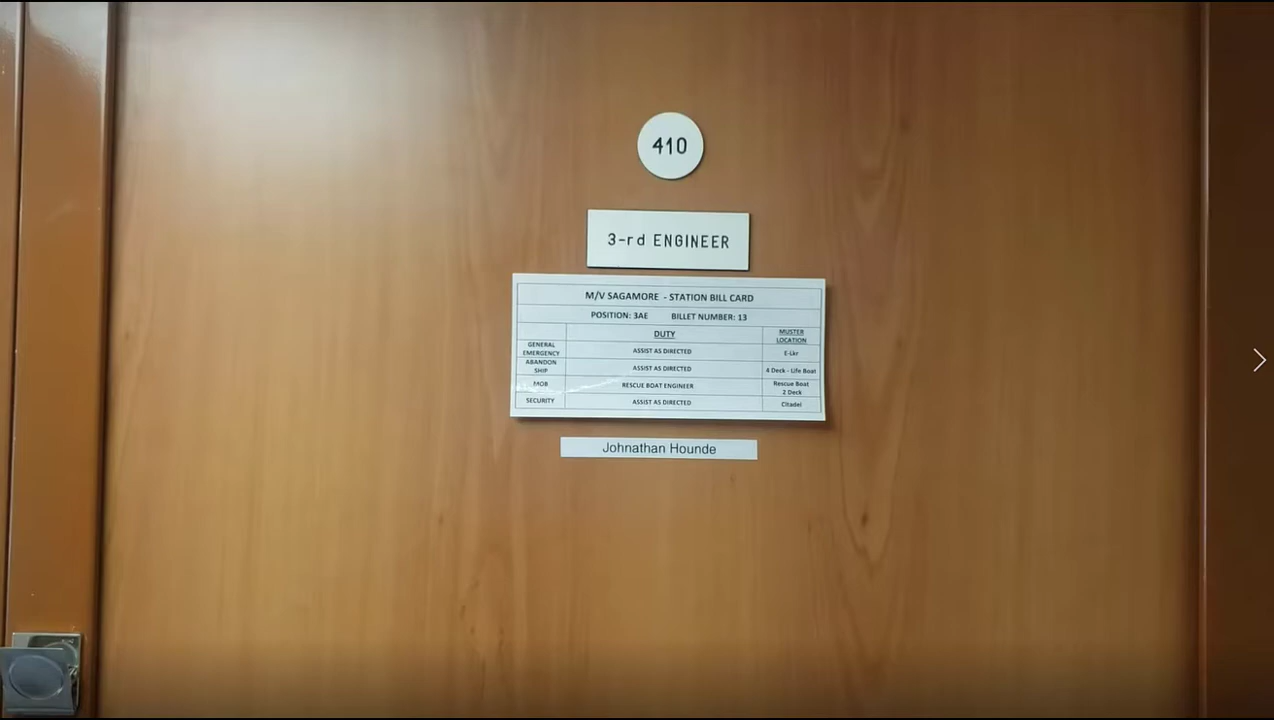 410
3-rd ENGINEER
M/V SAGAMORE - STATION BILL CARD
POSITION: 3AE BILLET NUMBER: 13
DUTY MUSTER LOCATION
GENERAL EMERGENCY ASSIST AS DIRECTED E-Lkr
ABANDON SHIP ASSIST AS DIRECTED 4 Deck - Life Boat
MOB RESCUE BOAT ENGINEER Rescue Boat 2 Deck
SECURITY ASSIST AS DIRECTED Citadel
Johnathan Hounde